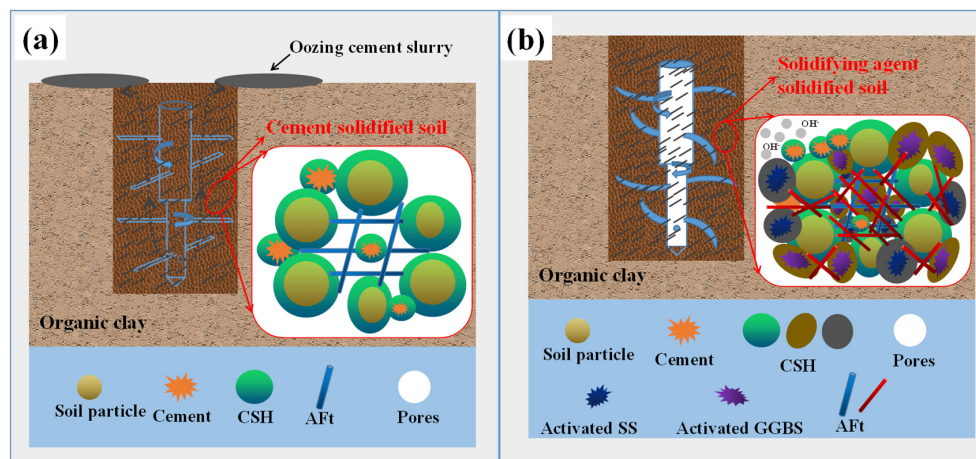 (a)
Oozing cement slurry
Cement solidified soil
Organic clay
Soil particle
Cement
CSH
AFt
Pores
(b)
Solidifying agent
solidified soil
OH-
OH-
Organic clay
Soil particle
Cement
CSH
Pores
Activated SS
Activated GGBS
AFt